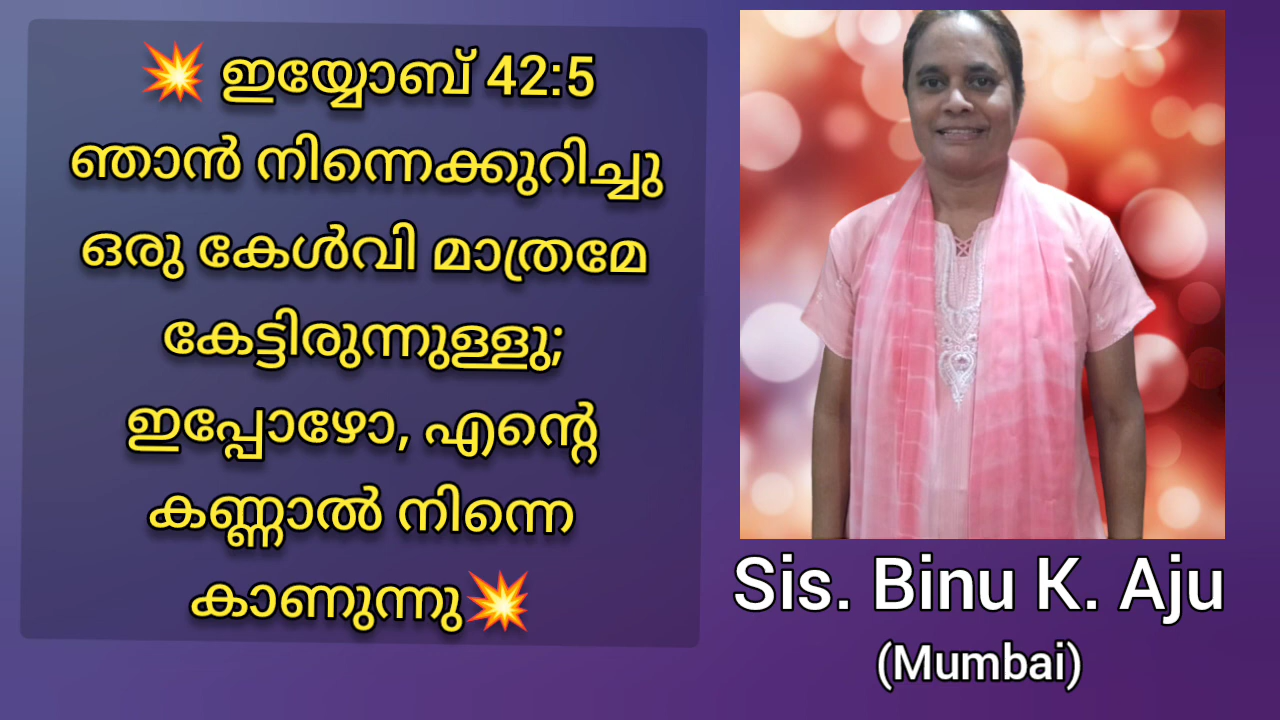 💥 ഇയ്യോബ് 42:5
ഞാൻ നിന്നെക്കുറിച്ചു
ഒരു കേൾവി മാത്രമേ
കേട്ടിരുന്നുള്ളു;
ഇപ്പോഴോ, എന്റെ
കണ്ണാൽ നിന്നെ
കാണുന്നു💥
Sis. Binu K. Aju
(Mumbai)